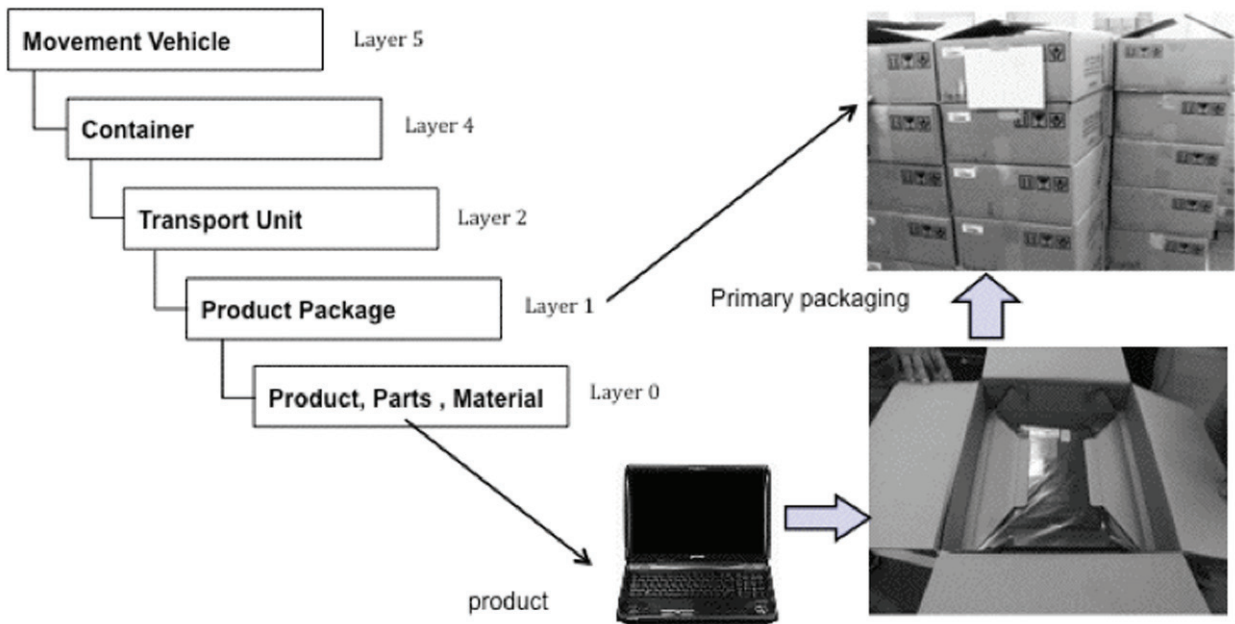 Movement Vehicle
Layer 5
Container
Layer 4
Transport Unit
Layer 2
Product Package
Layer 1
Product, Parts , Material
Layer 0
Primary packaging
product